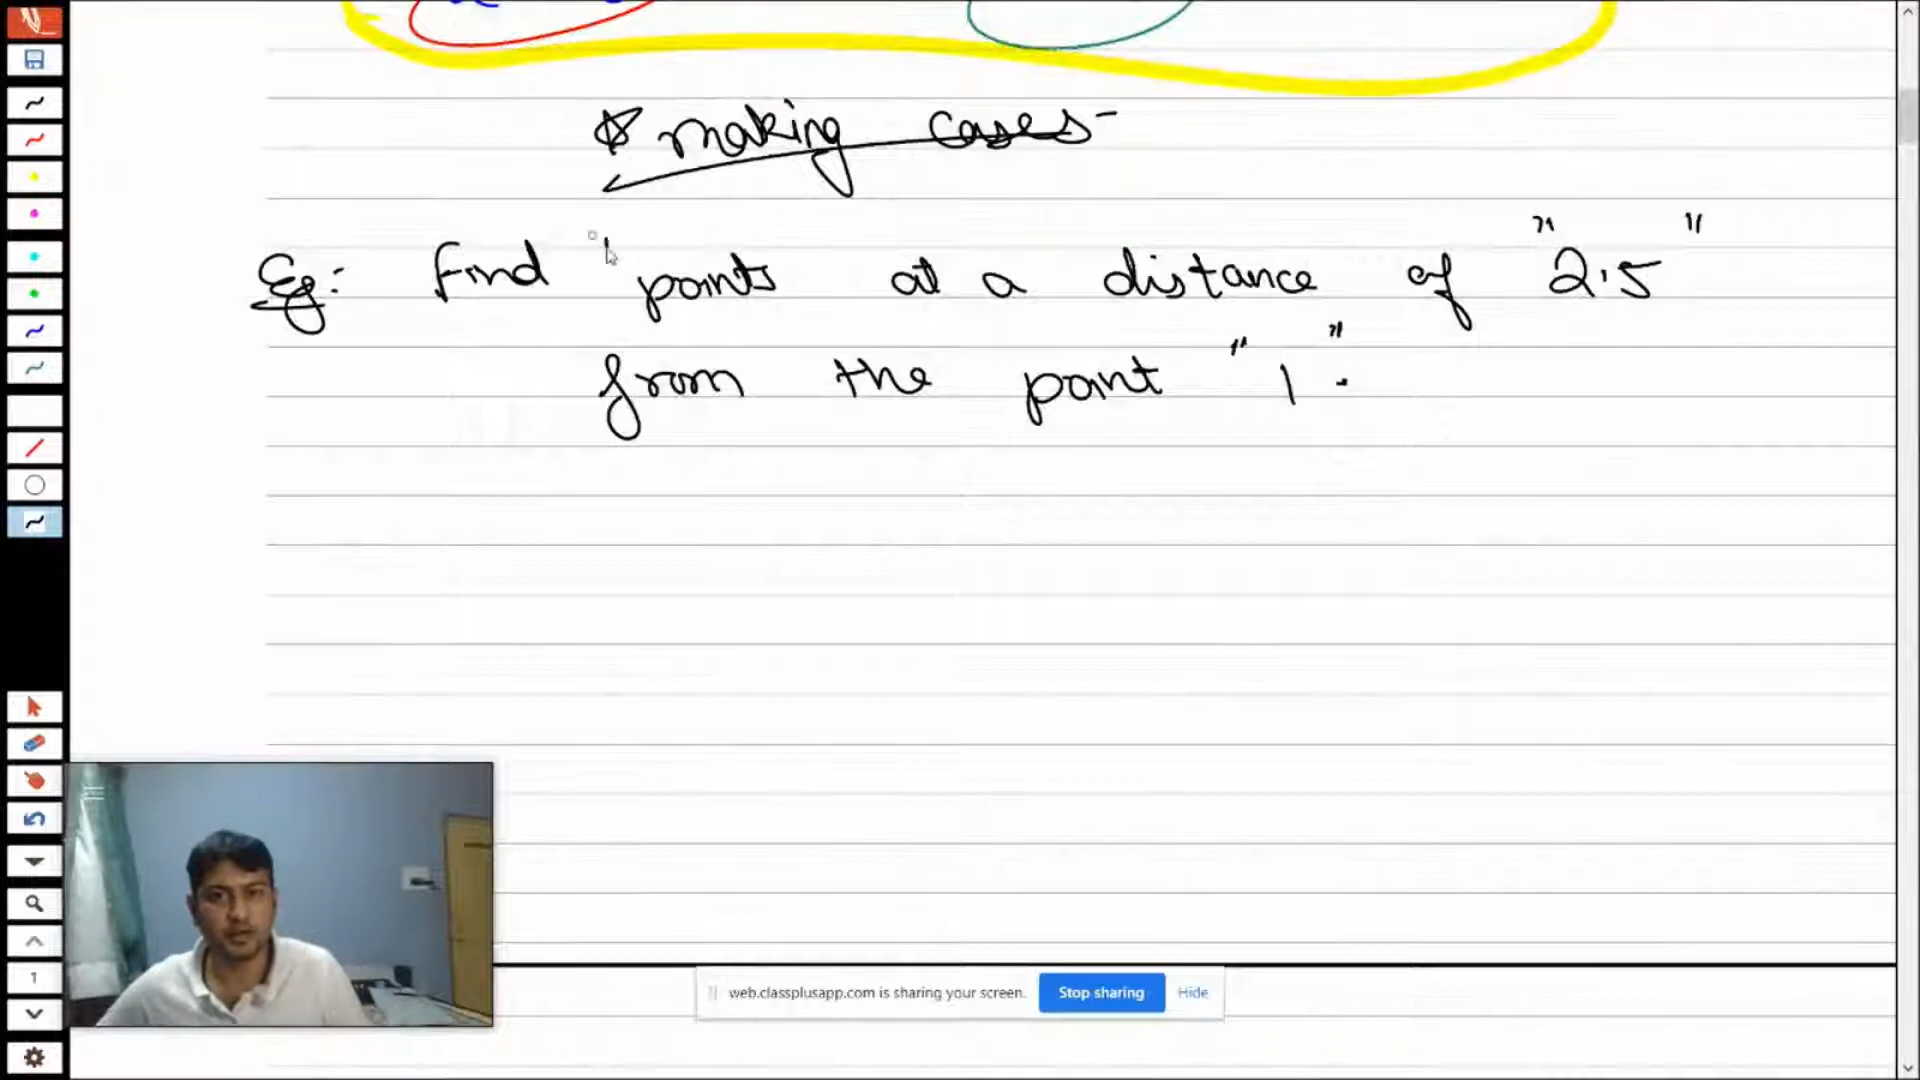 ☆ making cases-
Eg: Find points at a distance of "2.5"
from the point "1".
1
web.classplusapp.com is sharing your screen. Stop sharing Hide